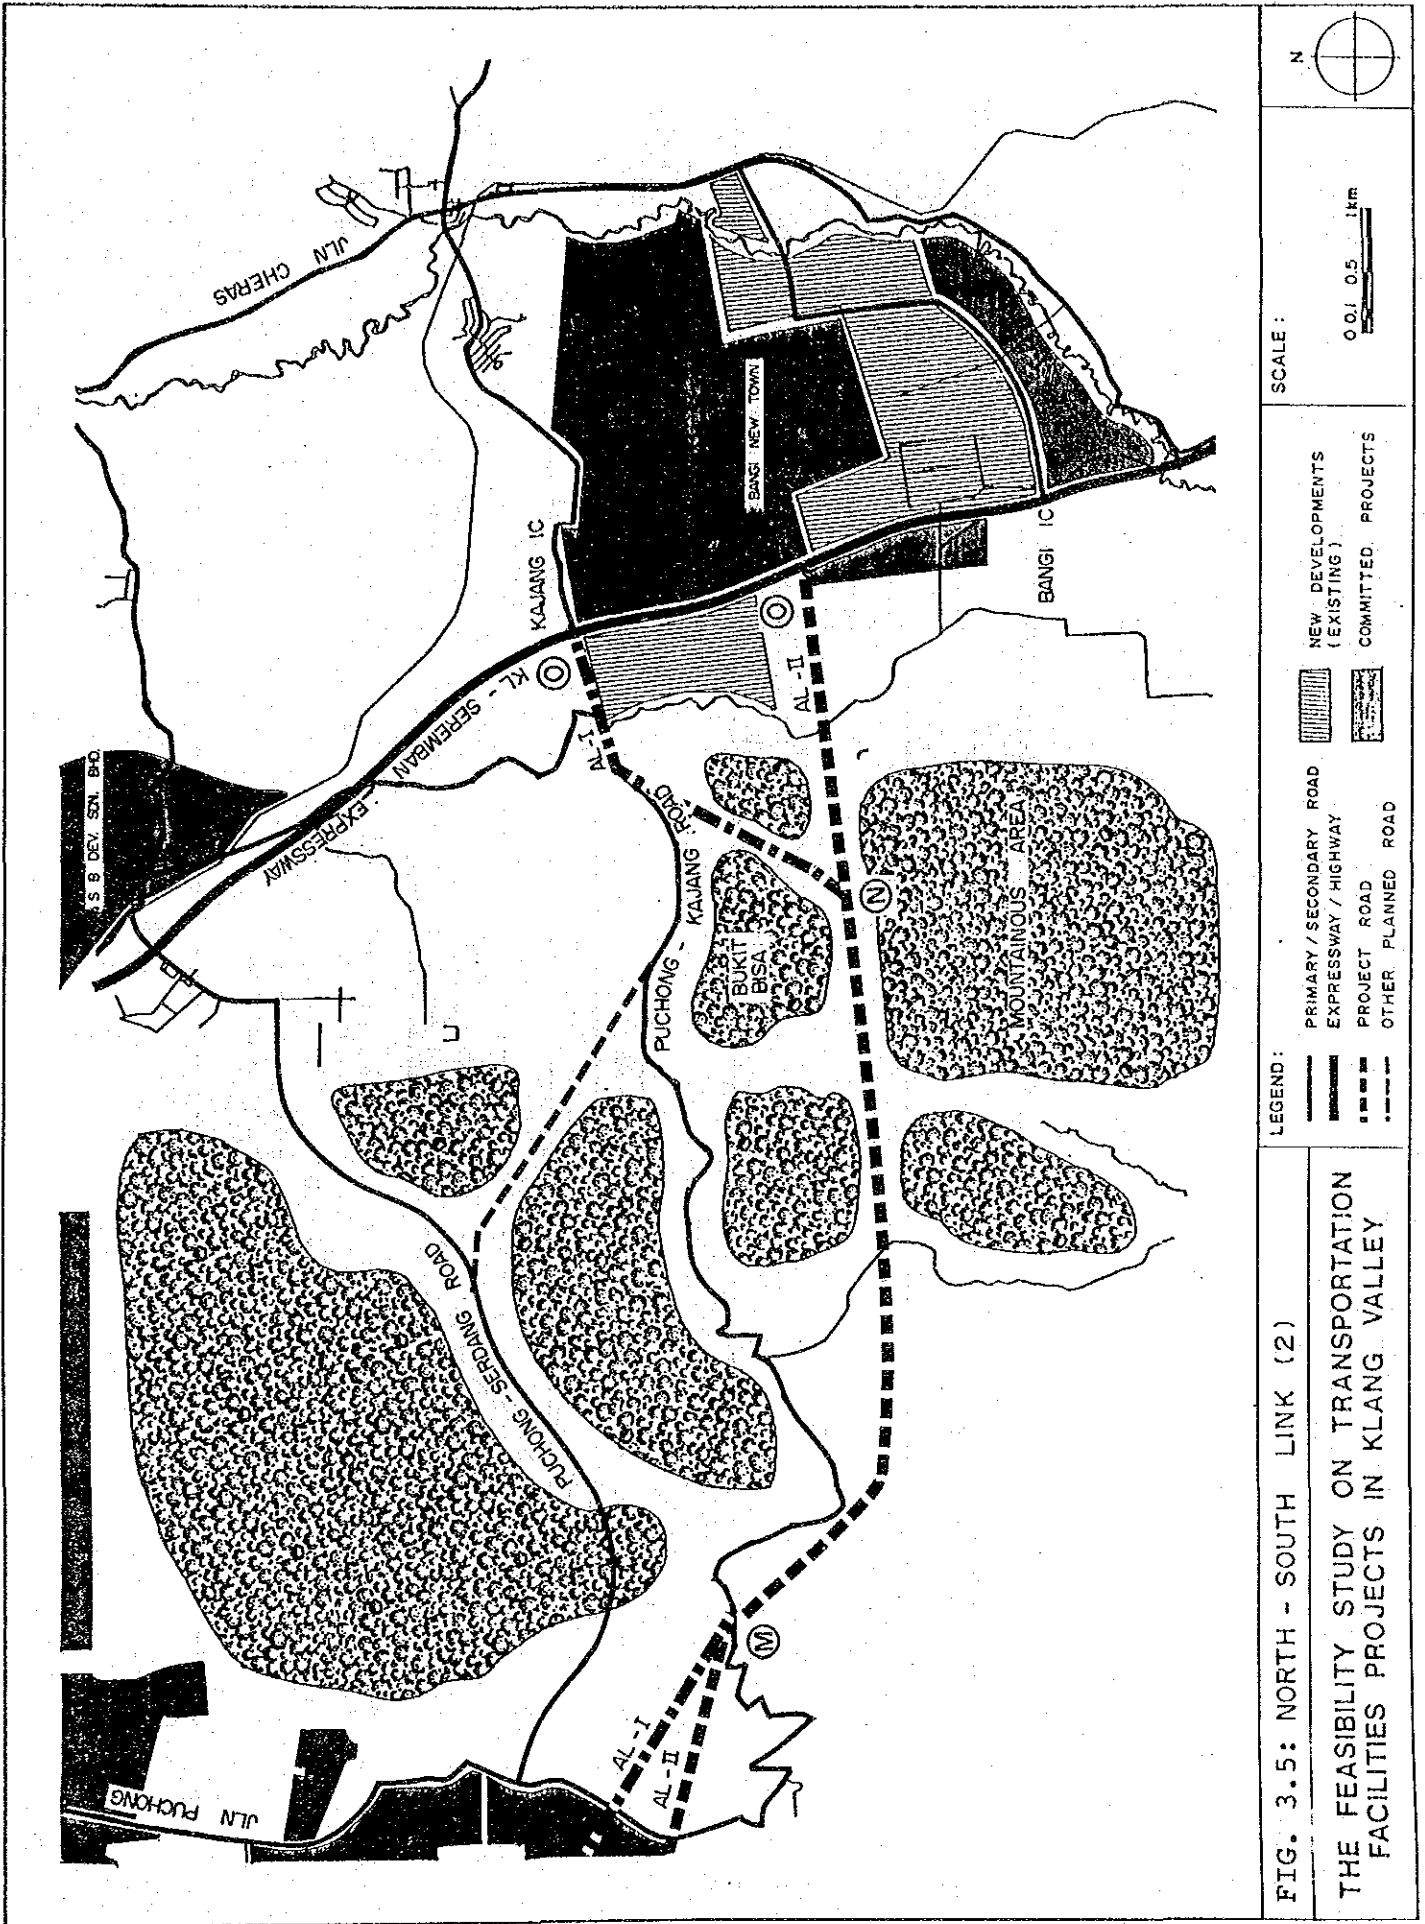 JLN PUCHONG
PUCHONG - SERDANG ROAD
S B DEV. SDN. BHD.
KL - SEREMBAN EXPRESSWAY
JLN CHERAS
KAJANG IC
AL-I
PUCHONG - KAJANG ROAD
BUKIT
BISA
BANGI NEW TOWN
AL-II
O
O
N
M
BANGI IC
MOUNTAINOUS AREA
AL-I
AL-II
FIG. 3.5: NORTH - SOUTH LINK (2)
THE FEASIBILITY STUDY ON TRANSPORTATION
FACILITIES PROJECTS IN KLANG VALLEY
LEGEND:
PRIMARY / SECONDARY ROAD
EXPRESSWAY / HIGHWAY
PROJECT ROAD
OTHER PLANNED ROAD
NEW DEVELOPMENTS
(EXISTING)
COMMITTED PROJECTS
SCALE:
0 0.1 0.5 1km
N